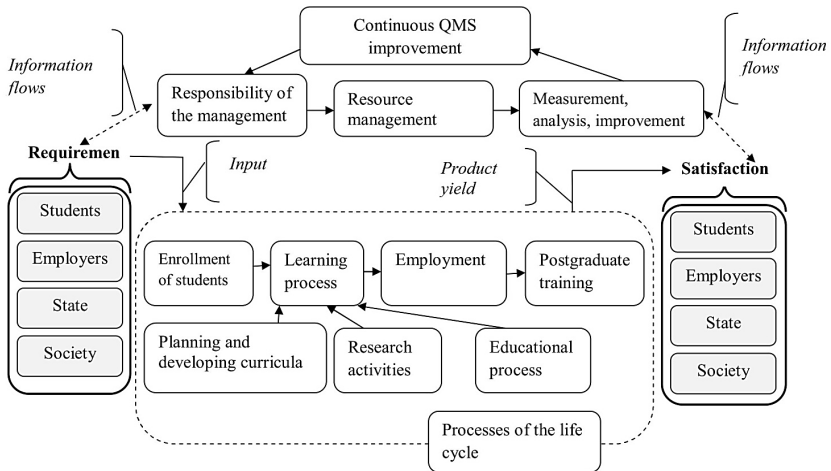 Continuous QMS
improvement
Information
flows
Information
flows
Responsibility of
the management
Resource
management
Measurement,
analysis, improvement
Requiremen
Input
Product
yield
Satisfaction
Students
Employers
State
Society
Enrollment
of students
Learning
process
Employment
Postgraduate
training
Planning and
developing curricula
Research
activities
Educational
process
Students
Employers
State
Society
Processes of the life
cycle